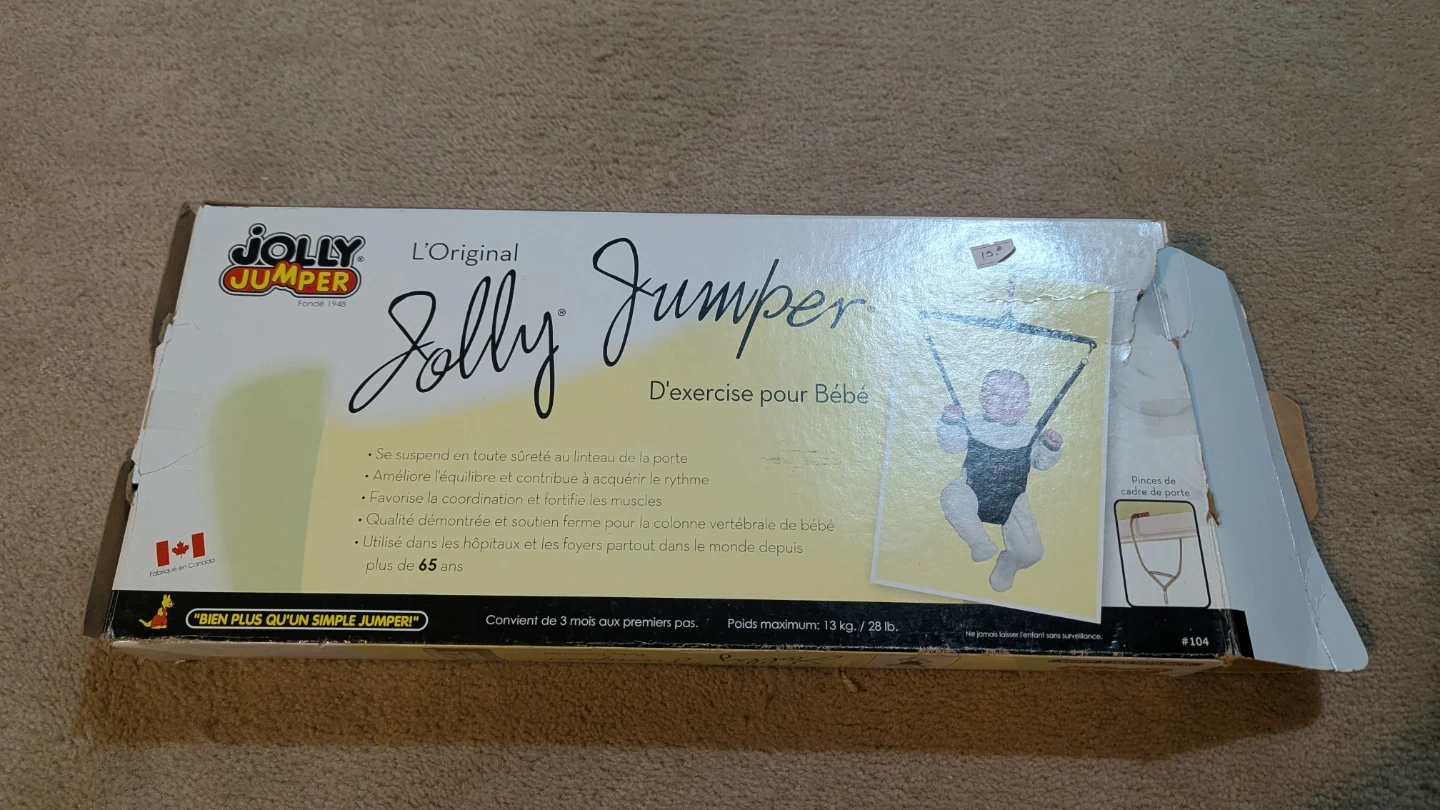 JOLLY
JUMPER
Fondé 1948
L'Original
Jolly® Jumper®
D'exercise pour Bébé
• Se suspend en toute sûreté au linteau de la porte
• Améliore l'équilibre et contribue à acquérir le rythme
• Favorise la coordination et fortifie les muscles
• Qualité démontrée et soutien ferme pour la colonne vertébrale de bébé
• Utilisé dans les hôpitaux et les foyers partout dans le monde depuis
plus de 65 ans
Fabriqué en Canada
Pinces de
cadre de porte
"BIEN PLUS QU'UN SIMPLE JUMPER!"
Convient de 3 mois aux premiers pas.
Poids maximum: 13 kg. / 28 lb.
Ne jamais laisser l'enfant sans surveillance.
#104